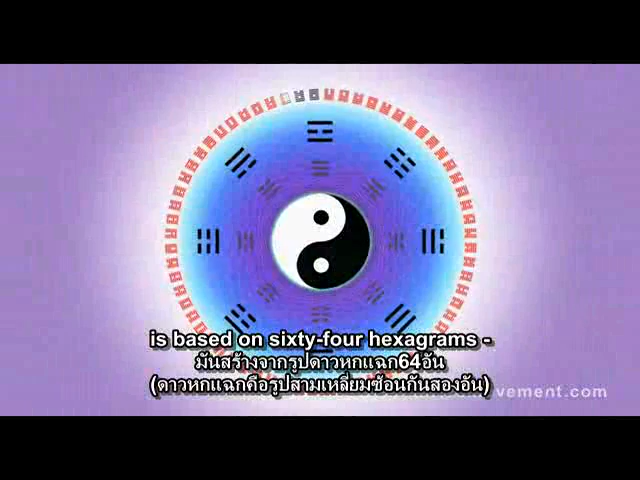 is based on sixty-four hexagrams -
มันสร้างจากรูปดาวหกแฉก64อัน
(ดาวหกแฉกคือรูปสามเหลี่ยมซ้อนกันสองอัน)
vement.com